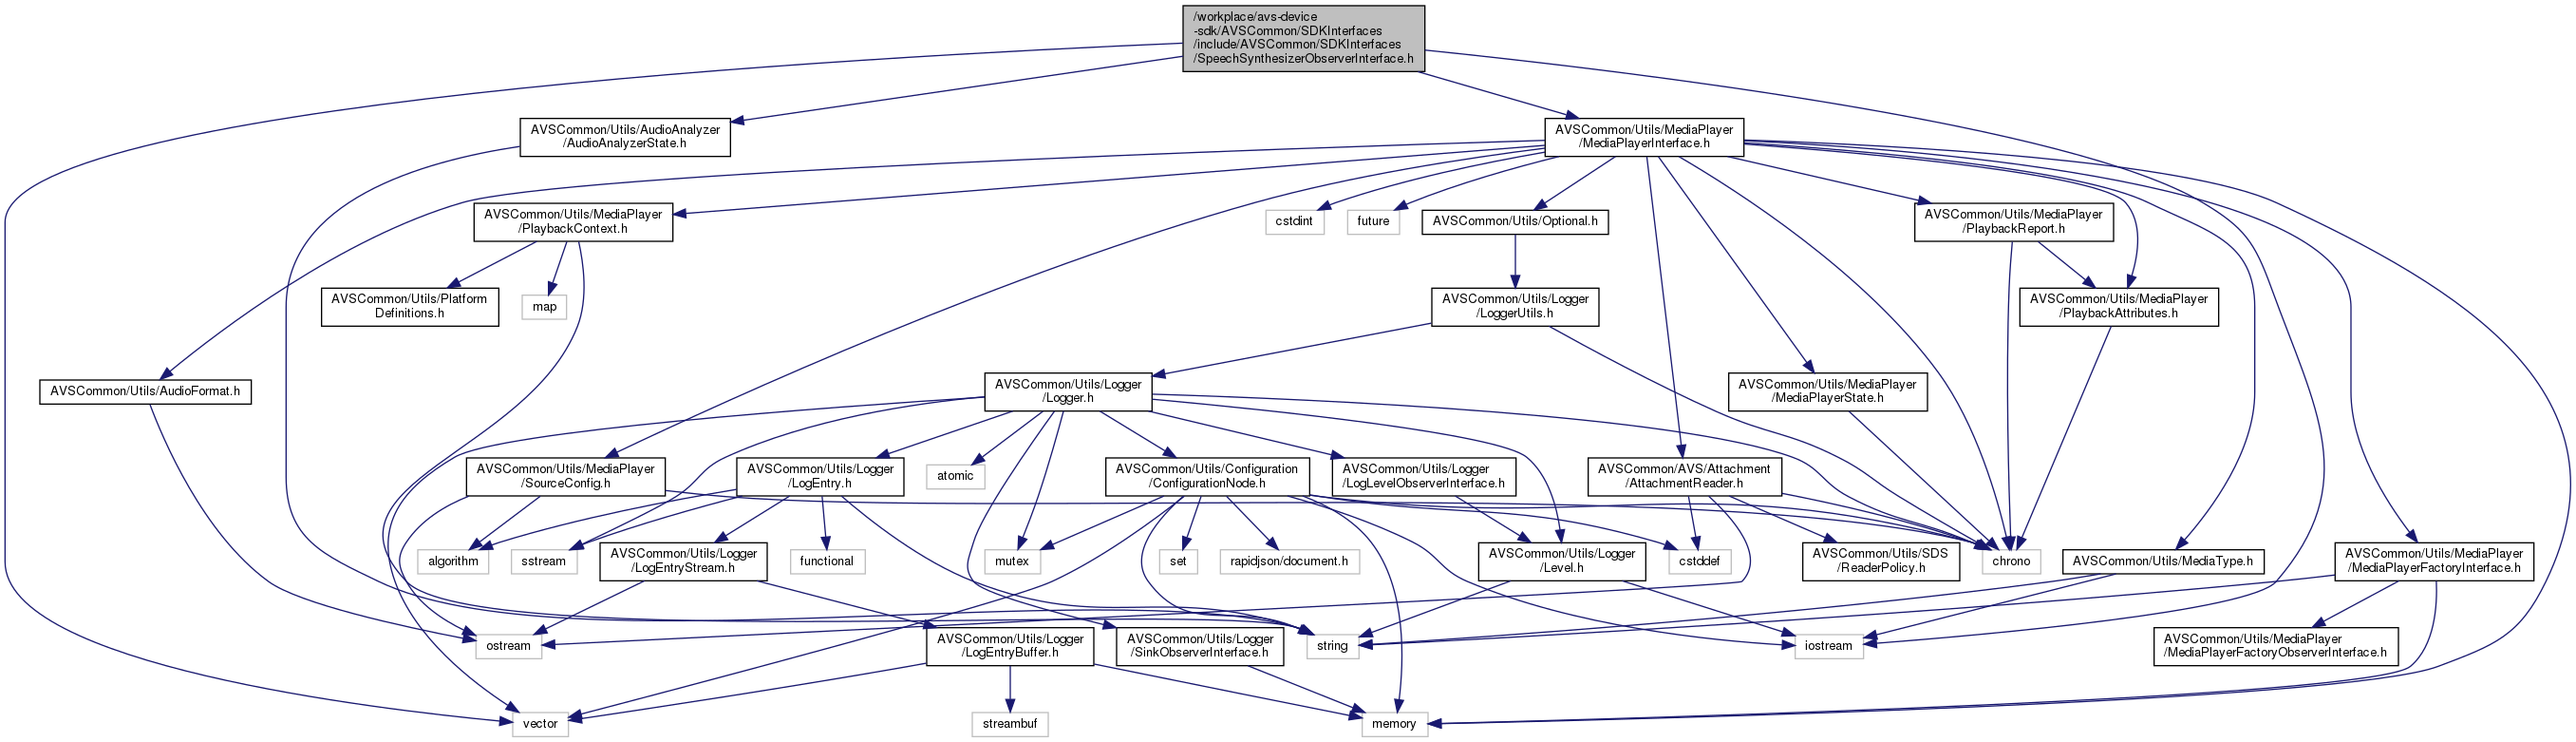 /workplace/avs-device
-sdk/AVSCommon/SDKInterfaces
/include/AVSCommon/SDKInterfaces
/SpeechSynthesizerObserverInterface.h
AVSCommon/Utils/AudioAnalyzer
/AudioAnalyzerState.h
AVSCommon/Utils/MediaPlayer
/MediaPlayerInterface.h
AVSCommon/Utils/MediaPlayer
/PlaybackContext.h
cstdint
future
AVSCommon/Utils/Optional.h
AVSCommon/Utils/MediaPlayer
/PlaybackReport.h
AVSCommon/Utils/Platform
Definitions.h
map
AVSCommon/Utils/Logger
/LoggerUtils.h
AVSCommon/Utils/MediaPlayer
/PlaybackAttributes.h
AVSCommon/Utils/AudioFormat.h
AVSCommon/Utils/Logger
/Logger.h
AVSCommon/Utils/MediaPlayer
/MediaPlayerState.h
AVSCommon/Utils/MediaPlayer
/SourceConfig.h
AVSCommon/Utils/Logger
/LogEntry.h
atomic
AVSCommon/Utils/Configuration
/ConfigurationNode.h
AVSCommon/Utils/Logger
/LogLevelObserverInterface.h
AVSCommon/AVS/Attachment
/AttachmentReader.h
algorithm
sstream
AVSCommon/Utils/Logger
/LogEntryStream.h
functional
mutex
set
rapidjson/document.h
AVSCommon/Utils/Logger
/Level.h
cstddef
AVSCommon/Utils/SDS
/ReaderPolicy.h
chrono
AVSCommon/Utils/MediaType.h
AVSCommon/Utils/MediaPlayer
/MediaPlayerFactoryInterface.h
ostream
AVSCommon/Utils/Logger
/LogEntryBuffer.h
AVSCommon/Utils/Logger
/SinkObserverInterface.h
string
iostream
AVSCommon/Utils/MediaPlayer
/MediaPlayerFactoryObserverInterface.h
vector
streambuf
memory